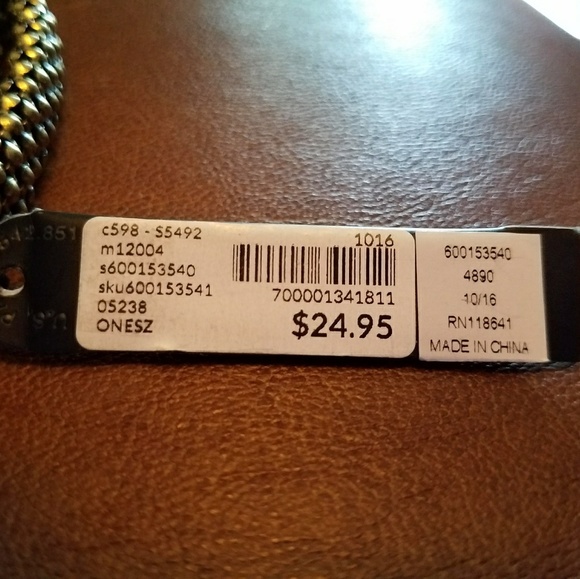 c598 - S5492
1016
m12004
s600153540
sku600153541
700001341811
05238
ONESZ
$24.95
600153540
4890
10/16
RN118641
MADE IN CHINA